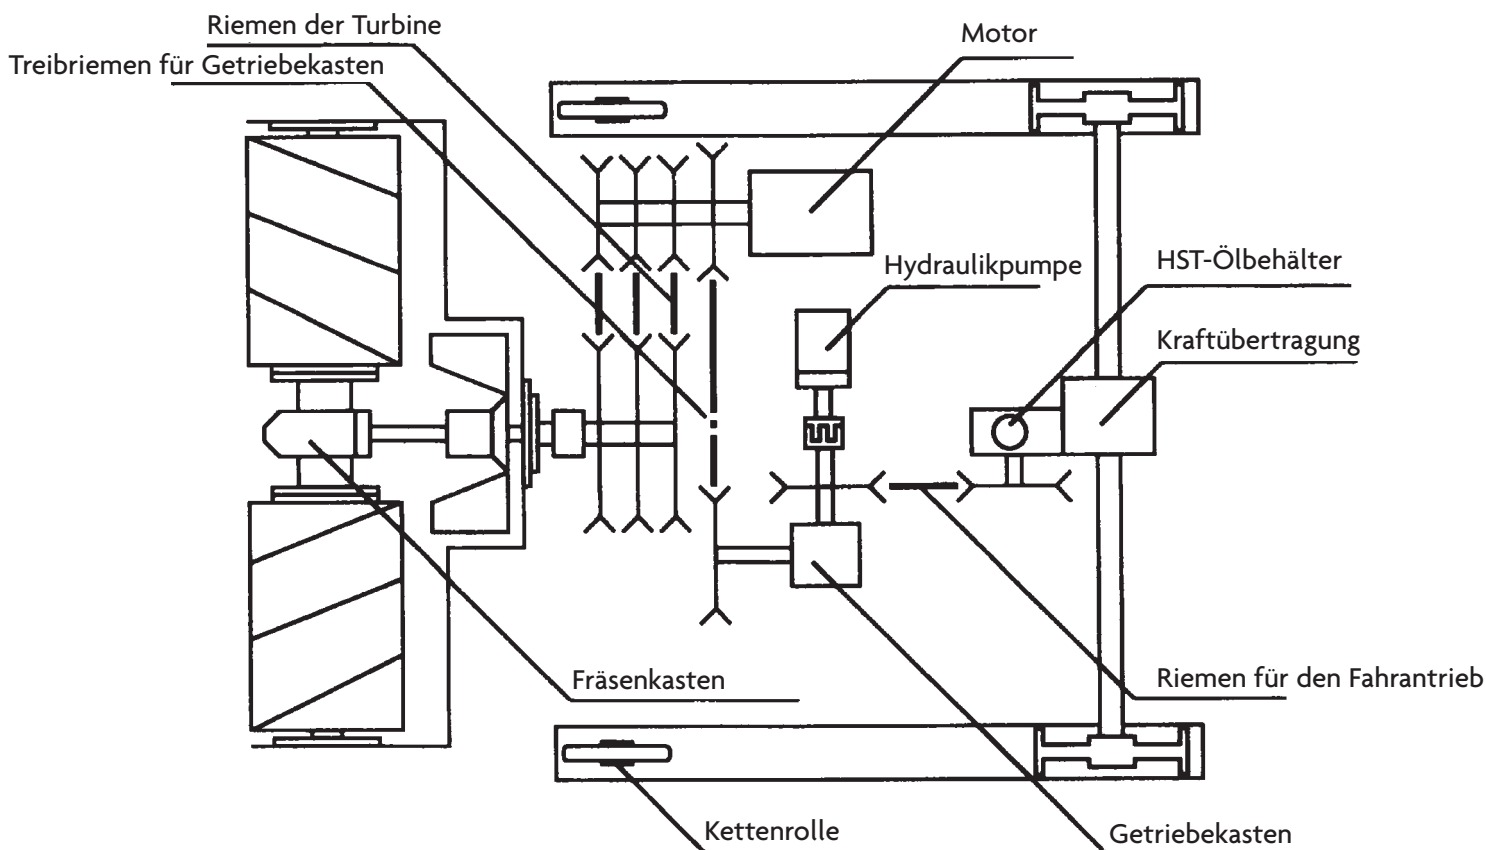 Riemen der Turbine
Motor
Treibriemen für Getriebekasten
HST-Ölbehälter
Hydraulikpumpe
Kraftübertragung
Fräsenkasten
Riemen für den Fahrantrieb
Kettenrolle
Getriebekasten